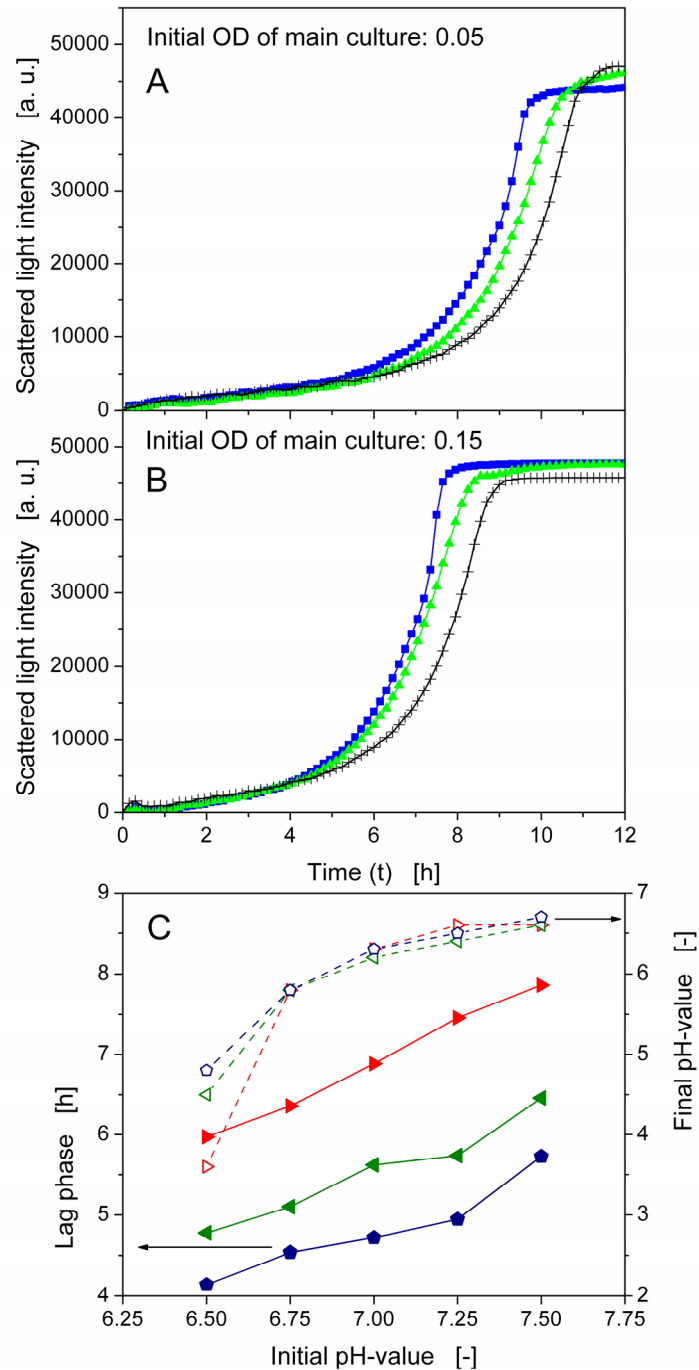 Initial OD of main culture: 0.05
A
50000
40000
30000
20000
10000
0
Scattered light intensity [a. u.]
Initial OD of main culture: 0.15
B
50000
40000
30000
20000
10000
0
Scattered light intensity [a. u.]
0 2 4 6 8 10 12
Time (t) [h]
C
9
8
7
6
5
4
Lag phase [h]
7
6
5
4
3
2
Final pH-value [-]
6.25 6.50 6.75 7.00 7.25 7.50 7.75
Initial pH-value [-]